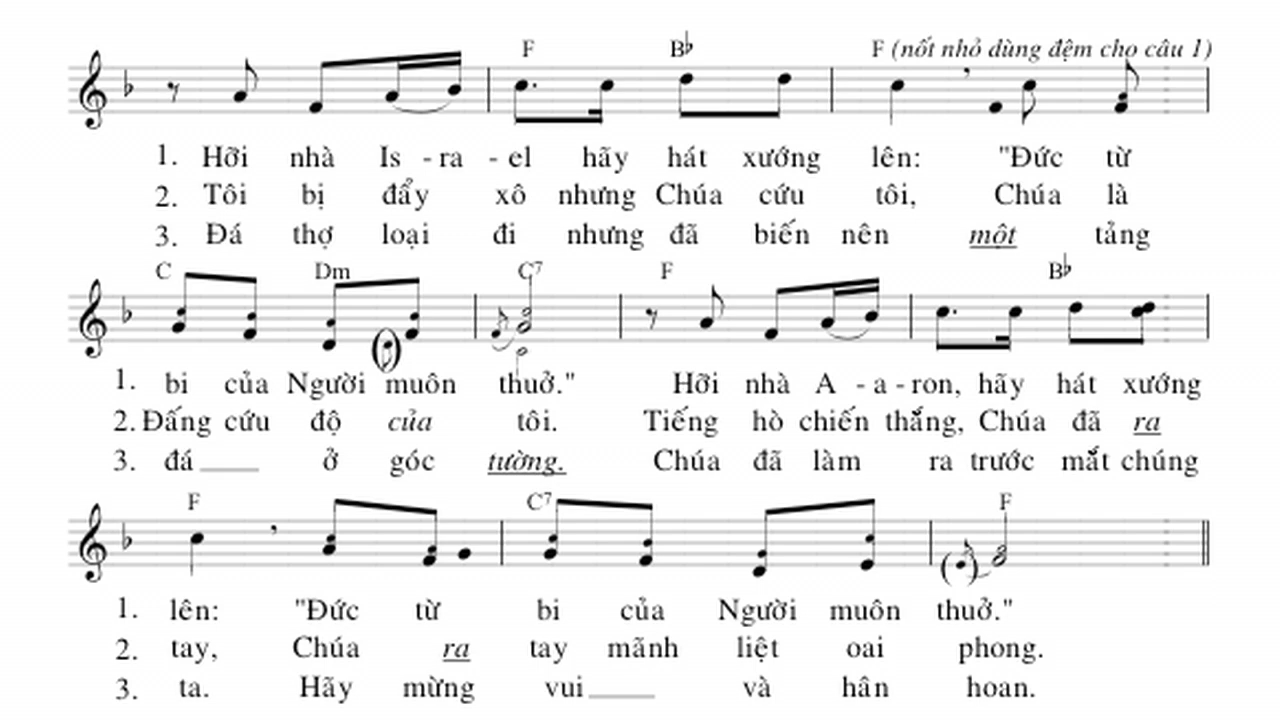 F B♭ F (nốt nhỏ dùng đệm cho câu 1)
1. Hỡi nhà Is - ra - el hãy hát xướng lên: "Đức từ
2. Tôi bị đẩy xô nhưng Chúa cứu tôi, Chúa là
3. Đá thợ loại đi nhưng đã biến nên một tảng
C Dm C7 F B♭
1. bi của Người muôn thuở." Hỡi nhà A - a - ron, hãy hát xướng
2. Đấng cứu độ của tôi. Tiếng hò chiến thắng, Chúa đã ra
3. đá ở góc tường. Chúa đã làm ra trước mắt chúng
F C7 F
1. lên: "Đức từ bi của Người muôn thuở."
2. tay, Chúa ra tay mãnh liệt oai phong.
3. ta. Hãy mừng vui và hân hoan.